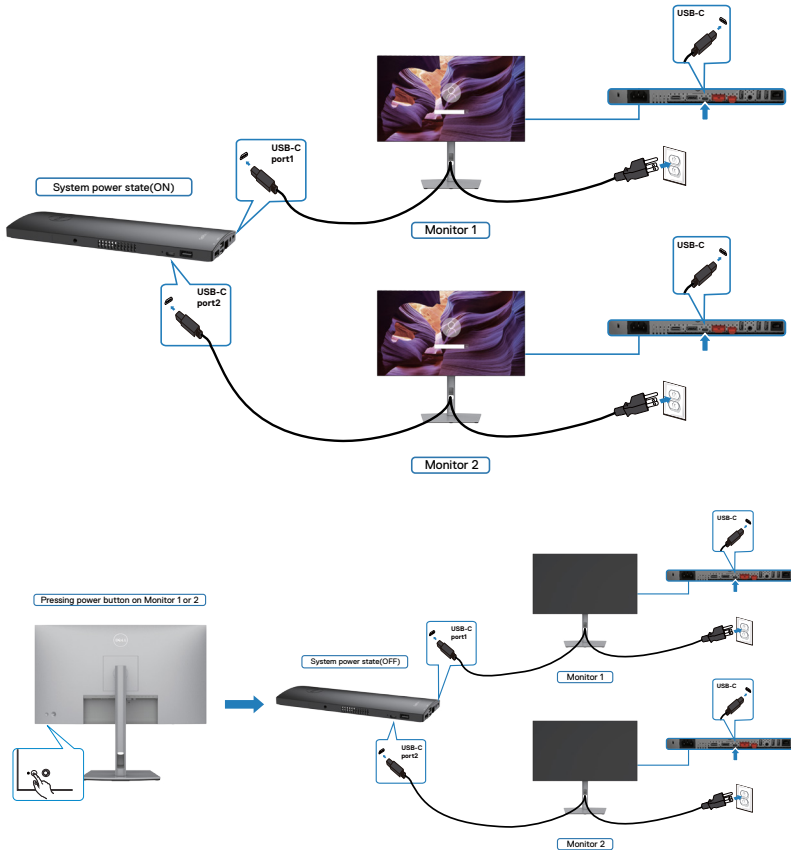 USB-C
USB-C
port1
System power state(ON)
Monitor 1
USB-C
USB-C
port2
Monitor 2
USB-C
Pressing power button on Monitor 1 or 2
DELL
USB-C
port1
System power state(OFF)
Monitor 1
USB-C
USB-C
port2
Monitor 2